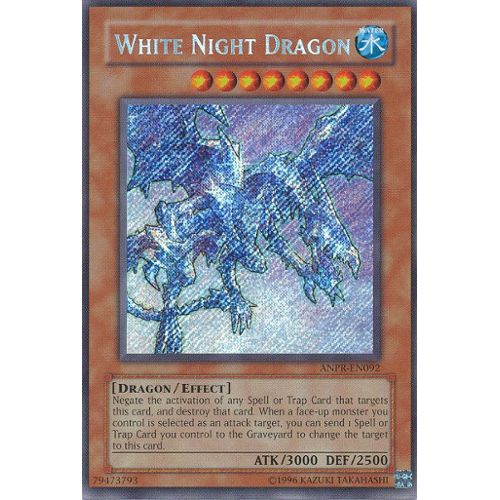 WHITE NIGHT DRAGON
WATER
水
ANPR-EN092
[DRAGON/EFFECT]
Negate the activation of any Spell or Trap Card that targets
this card, and destroy that card. When a face-up monster you
control is selected as an attack target, you can send 1 Spell or
Trap Card you control to the Graveyard to change the target
to this card.
ATK/3000 DEF/2500
79473793
©1996 KAZUKI TAKAHASHI